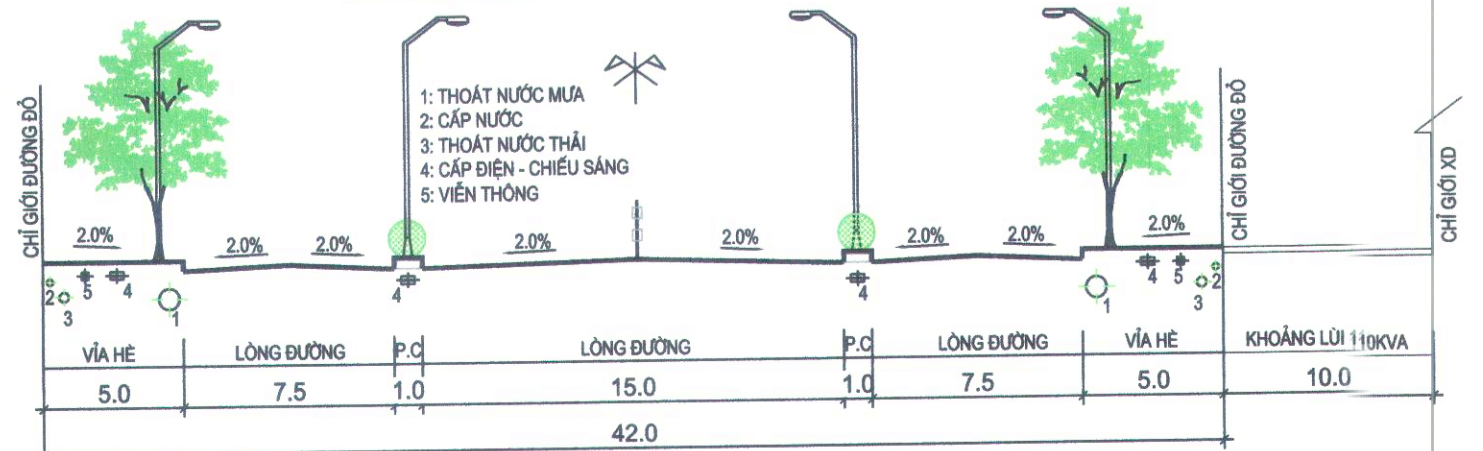 1: THOÁT NƯỚC MƯA
2: CẤP NƯỚC
3: THOÁT NƯỚC THẢI
4: CẤP ĐIỆN - CHIẾU SÁNG
5: VIỄN THÔNG
CHỈ GIỚI ĐƯỜNG ĐỎ
CHỈ GIỚI ĐƯỜNG ĐỎ
CHỈ GIỚI XD
2.0% 2.0% 2.0% 2.0% 2.0% 2.0% 2.0% 2.0%
2 3 5 4 1 4 4 1 4 5 3 2
VỈA HÈ LÒNG ĐƯỜNG P.C LÒNG ĐƯỜNG P.C LÒNG ĐƯỜNG VỈA HÈ KHOẢNG LÙI 110KVA
5.0 7.5 1.0 15.0 1.0 7.5 5.0 10.0
42.0